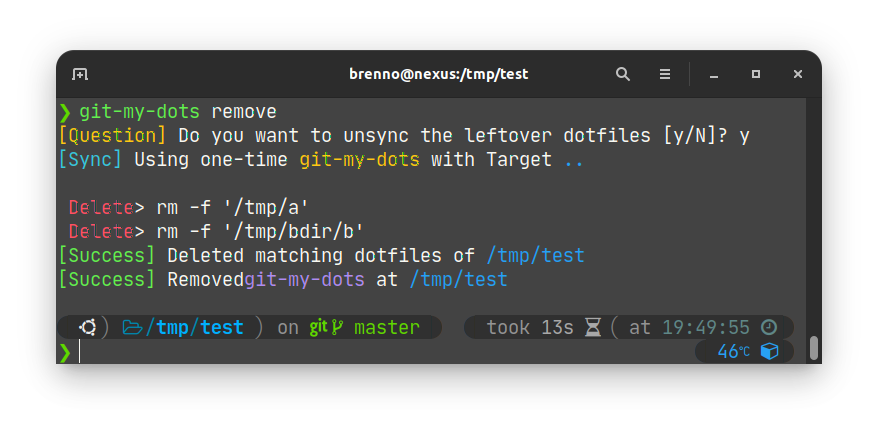 brenno@nexus:/tmp/test
❯ git-my-dots remove
[Question] Do you want to unsync the leftover dotfiles [y/N]? y
[Sync] Using one-time git-my-dots with Target ..
Delete> rm -f '/tmp/a'
Delete> rm -f '/tmp/bdir/b'
[Success] Deleted matching dotfiles of /tmp/test
[Success] Removedgit-my-dots at /tmp/test
) /tmp/test ) on git master took 13s ( at 19:49:55
❯ 46°C